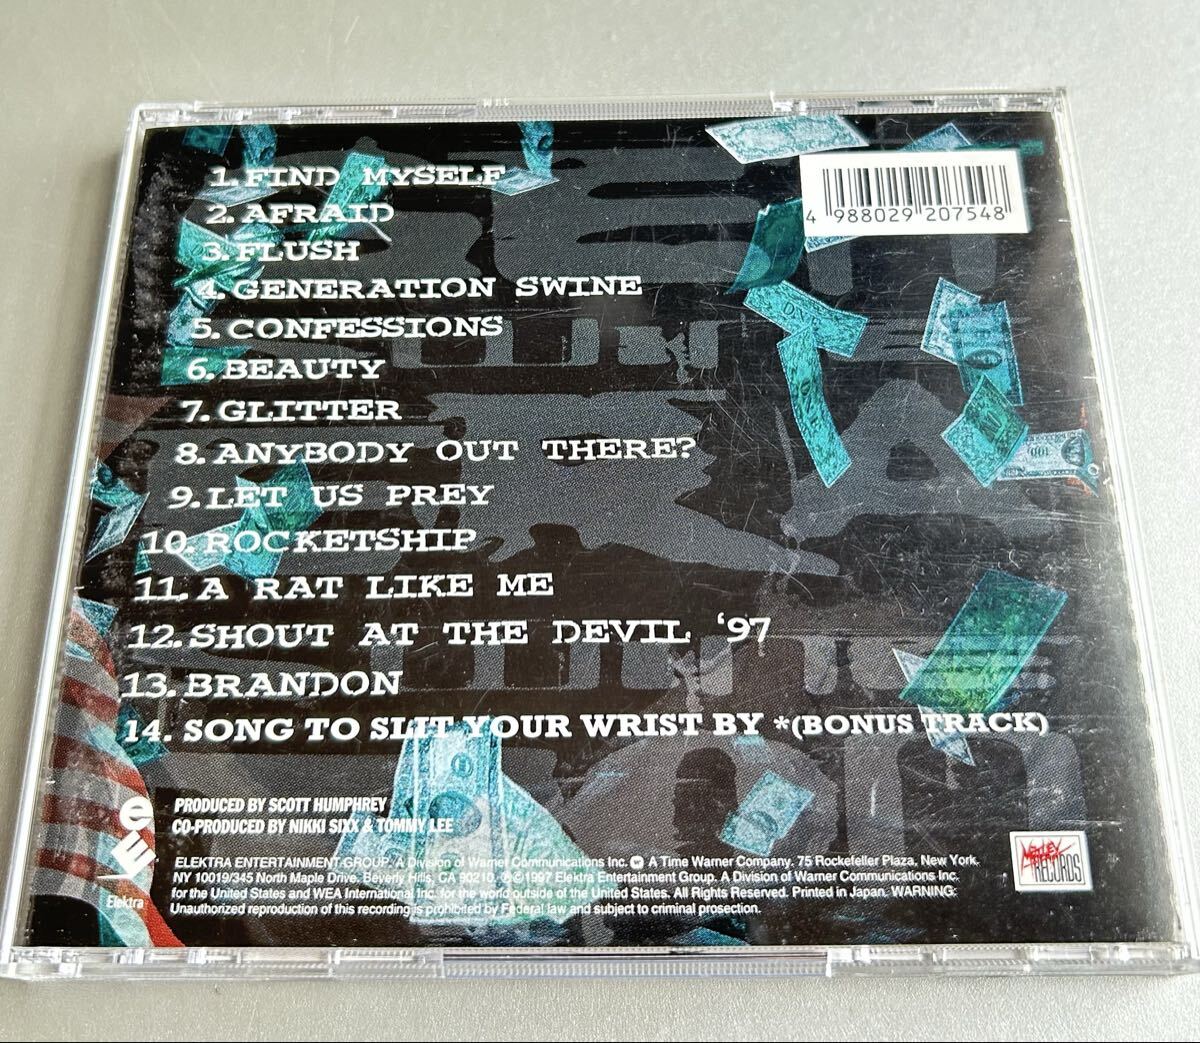 1. FIND MYSELF
2. AFRAID
3. FLUSH
4. GENERATION SWINE
5. CONFESSIONS
6. BEAUTY
7. GLITTER
8. ANYBODY OUT THERE?
9. LET US PREY
10. ROCKETSHIP
11. A RAT LIKE ME
12. SHOUT AT THE DEVIL '97
13. BRANDON
14. SONG TO SLIT YOUR WRIST BY *(BONUS TRACK)
4 988029 207548
PRODUCED BY SCOTT HUMPHREY
CO-PRODUCED BY NIKKI SIXX & TOMMY LEE
ELEKTRA ENTERTAINMENT GROUP. A Division of Warner Communications Inc. A Time Warner Company. 75 Rockefeller Plaza, New York.
NY 10019/345 North Maple Drive. Beverly Hills, CA 90210. ℗©1997 Elektra Entertainment Group. A Division of Warner Communications Inc.
for the United States and WEA International Inc. for the world outside of the United States. All Rights Reserved. Printed in Japan. WARNING:
Unauthorized reproduction of this recording is prohibited by Federal law and subject to criminal prosection.
Elektra
MÖTLEY
RECORDS